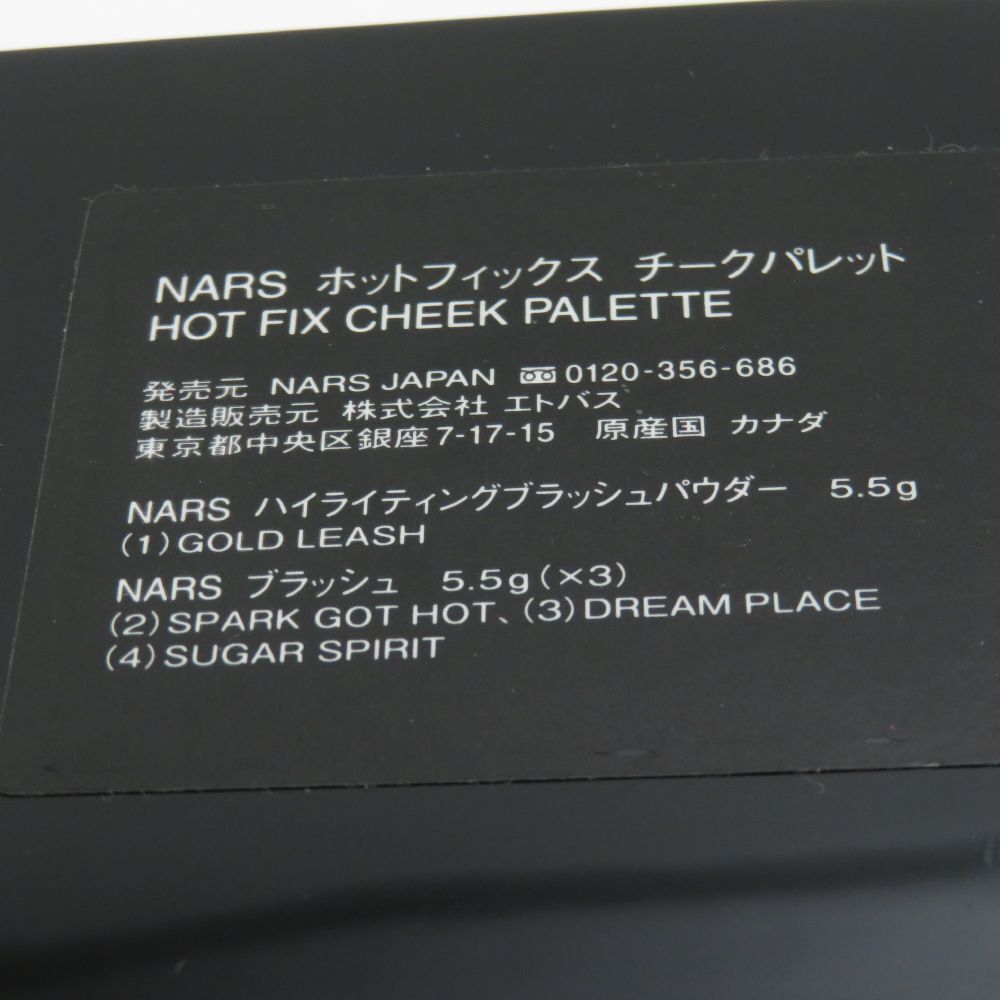 NARS ホットフィックス チークパレット
HOT FIX CHEEK PALETTE
発売元 NARS JAPAN 0120-356-686
製造販売元 株式会社 エトバス
東京都中央区銀座7-17-15 原産国 カナダ
NARS ハイライティングブラッシュパウダー 5.5g
(1)GOLD LEASH
NARS ブラッシュ 5.5g(×3)
(2)SPARK GOT HOT、(3)DREAM PLACE
(4)SUGAR SPIRIT